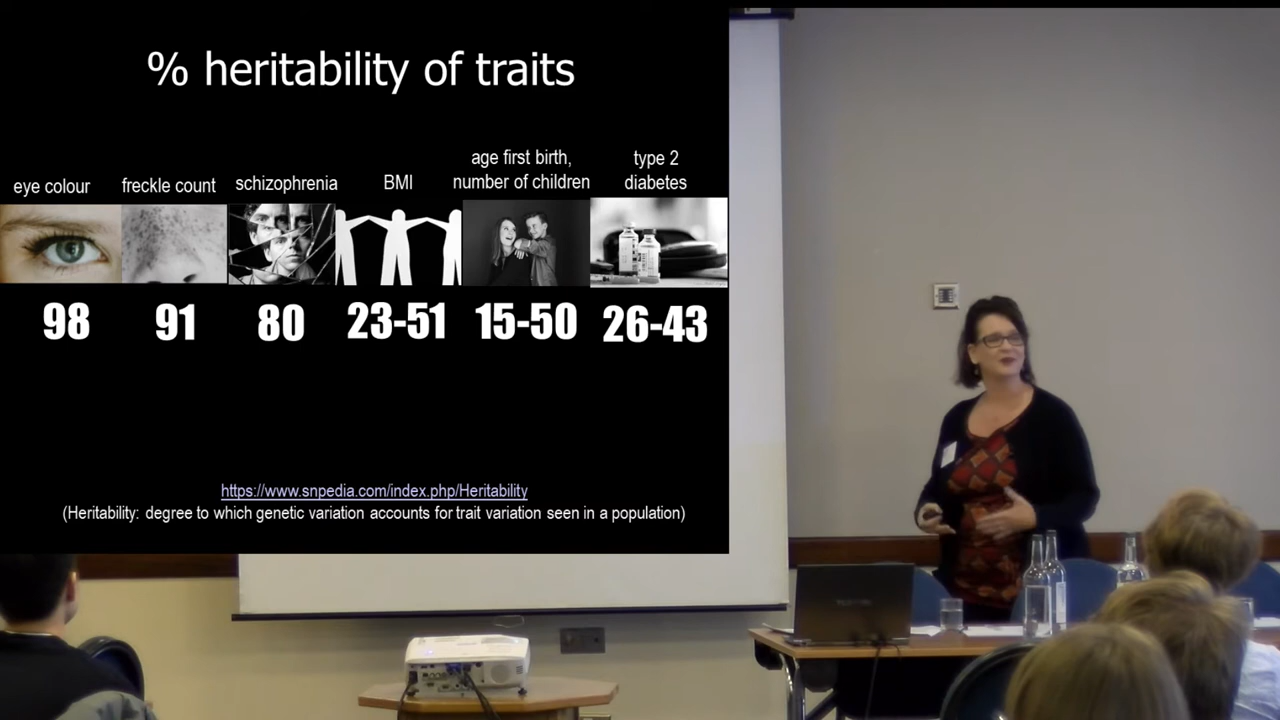 % heritability of traits
eye colour
freckle count
schizophrenia
BMI
age first birth,
number of children
type 2
diabetes
98
91
80
23-51
15-50
26-43
https://www.snpedia.com/index.php/Heritability
(Heritability: degree to which genetic variation accounts for trait variation seen in a population)